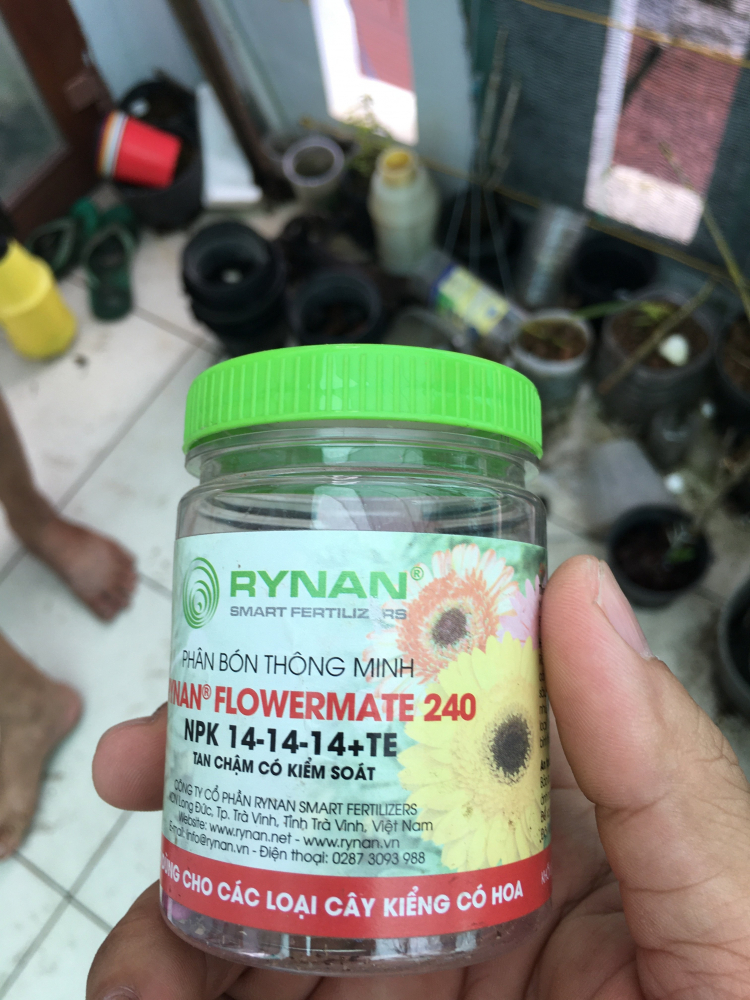 RYNAN®
SMART FERTILIZERS
PHÂN BÓN THÔNG MINH
RYNAN® FLOWERMATE 240
NPK 14-14-14+TE
TAN CHẬM CÓ KIỂM SOÁT
CÔNG TY CỔ PHẦN RYNAN SMART FERTILIZERS
KCN Long Đức, Tp. Trà Vinh, Tỉnh Trà Vinh, Việt Nam
Website: www.rynan.net - www.rynan.vn
Email: info@rynan.vn - Điện thoại: 0287 3093 988
DÙNG CHO CÁC LOẠI CÂY KIỂNG CÓ HOA